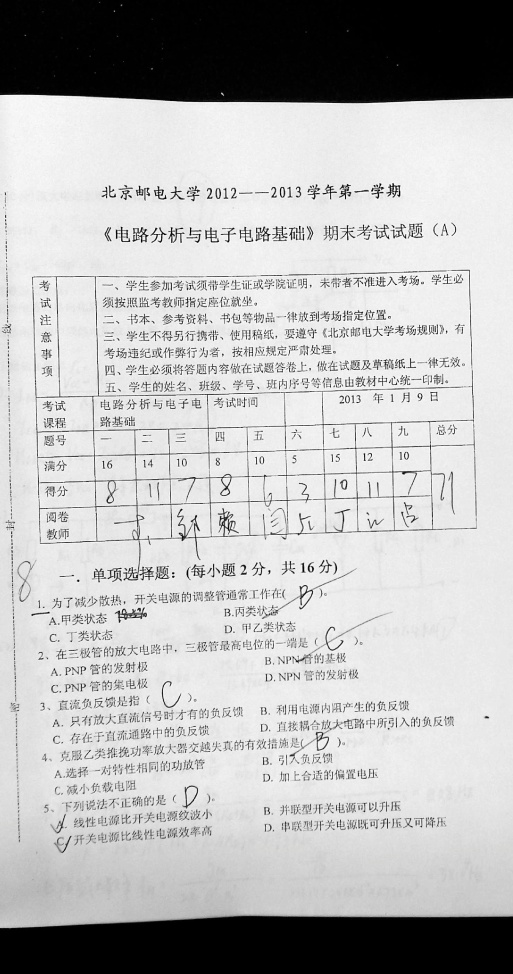 北京邮电大学 2012——2013 学年第一学期
《电路分析与电子电路基础》期末考试试题（A）
考试注意事项
一、学生参加考试须带学生证或学院证明，未带者不准进入考场。学生必
须按照监考教师指定座位就坐。
二、书本、参考资料、书包等物品一律放到考场指定位置。
三、学生不得另行携带、使用稿纸，要遵守《北京邮电大学考场规则》，有
考场违纪或作弊行为者，按相应规定严肃处理。
四、学生必须将答题内容做在试题答卷上，做在试题及草稿纸上一律无效。
五、学生的姓名、班级、学号、班内序号等信息由教材中心统一印制。
考试课程 电路分析与电子电路基础 考试时间 2013 年 1 月 9 日
题号 一 二 三 四 五 六 七 八 九 总分
满分 16 14 10 8 10 5 15 12 10
得分 8 11 7 8 6 3 10 11 7 71
阅卷教师
8
一．单项选择题：(每小题 2 分，共 16 分)
1. 为了减少散热，开关电源的调整管通常工作在( B )。
A.甲类状态 B.丙类状态
C. 丁类状态 D. 甲乙类状态
2、在三极管的放大电路中，三极管最高电位的一端是（ C ）。
A. PNP 管的发射极 B. NPN 管的基极
C. PNP 管的集电极 D. NPN 管的发射极
3、直流负反馈是指（ C ）。
A. 只有放大直流信号时才有的负反馈 B. 利用电源内阻产生的负反馈
C. 存在于直流通路中的负反馈 D. 直接耦合放大电路中所引入的负反馈
4、克服乙类推挽功率放大器交越失真的有效措施是( B )。
A.选择一对特性相同的功放管 B. 引入负反馈
C. 减小负载电阻 D. 加上合适的偏置电压
5、下列说法不正确的是（ D ）。
A. 线性电源比开关电源纹波小 B. 并联型开关电源可以升压
C. 开关电源比线性电源效率高 D. 串联型开关电源既可升压又可降压